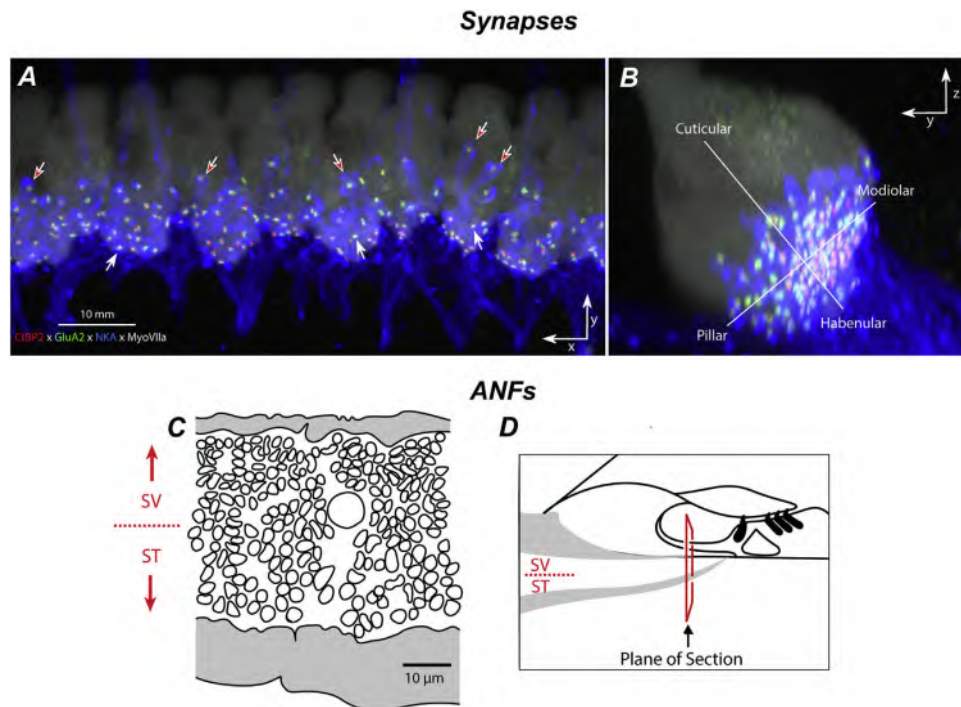 Synapses
A
B
z
y
Cuticular
Modiolar
Pillar
Habenular
10 mm
CtBP2 x GluA2 x NKA x MyoVIIa
y
x
ANFs
C
D
SV
ST
10 µm
SV
ST
Plane of Section